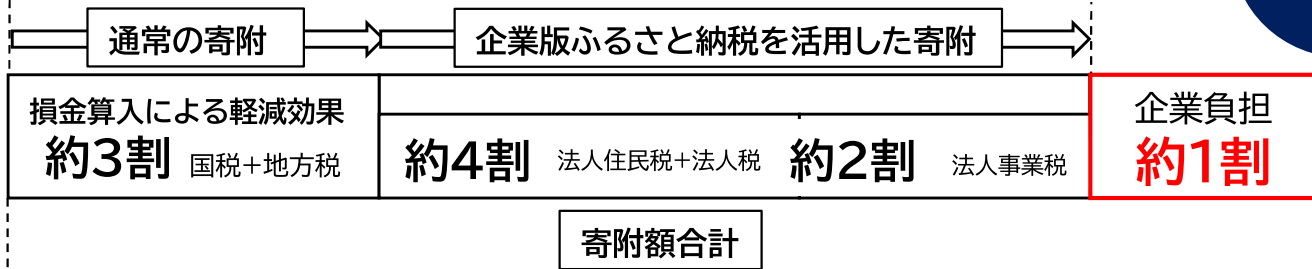 通常の寄附
企業版ふるさと納税を活用した寄附
損金算入による軽減効果
約3割 国税+地方税
約4割 法人住民税+法人税
約2割 法人事業税
企業負担
約1割
寄附額合計